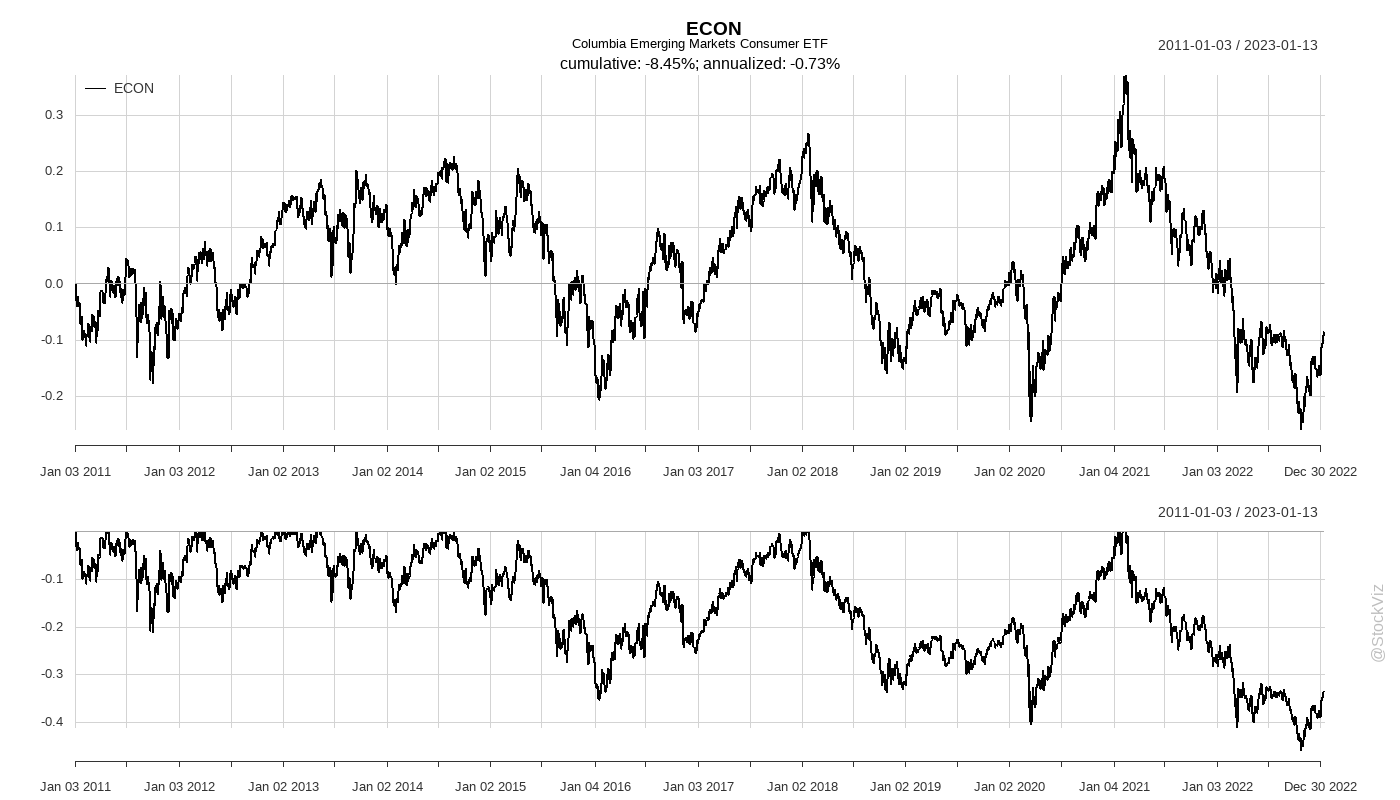 ECON
Columbia Emerging Markets Consumer ETF
cumulative: -8.45%; annualized: -0.73%
2011-01-03 / 2023-01-13
ECON
0.3
0.2
0.1
0.0
-0.1
-0.2
Jan 03 2011 Jan 03 2012 Jan 02 2013 Jan 02 2014 Jan 02 2015 Jan 04 2016 Jan 03 2017 Jan 02 2018 Jan 02 2019 Jan 02 2020 Jan 04 2021 Jan 03 2022 Dec 30 2022
2011-01-03 / 2023-01-13
-0.1
-0.2
-0.3
-0.4
Jan 03 2011 Jan 03 2012 Jan 02 2013 Jan 02 2014 Jan 02 2015 Jan 04 2016 Jan 03 2017 Jan 02 2018 Jan 02 2019 Jan 02 2020 Jan 04 2021 Jan 03 2022 Dec 30 2022
@StockViz